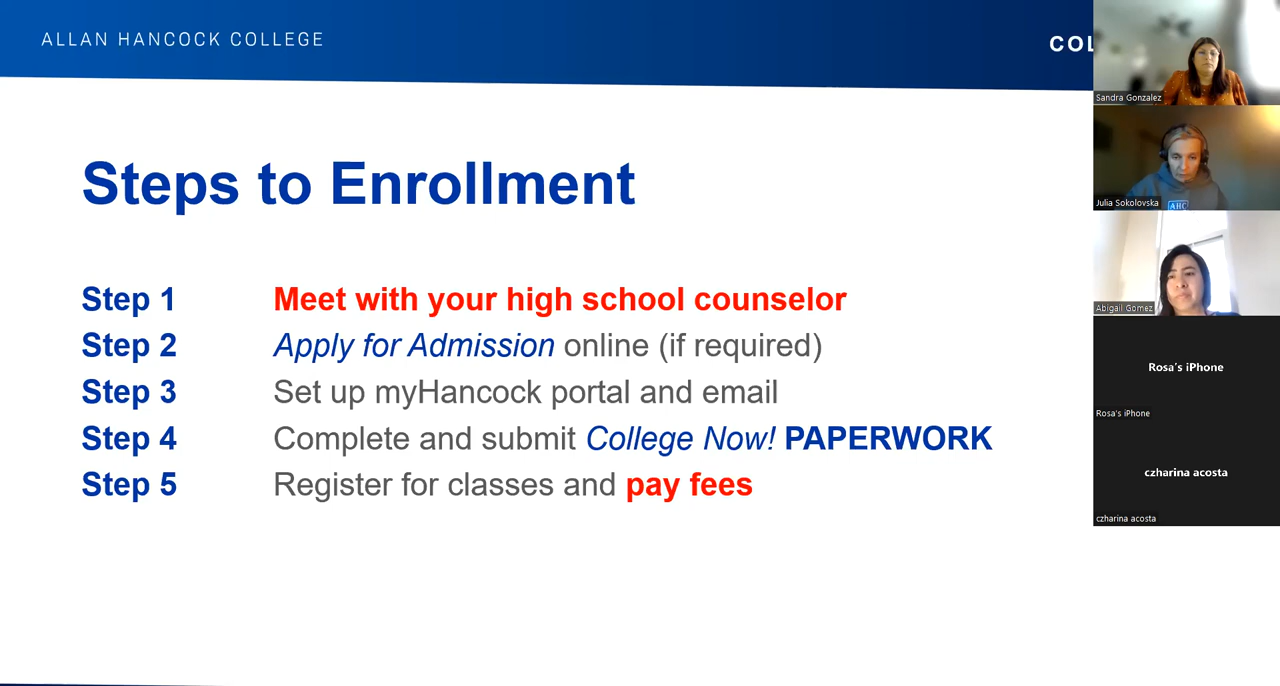 ALLAN HANCOCK COLLEGE
COL
Steps to Enrollment
Step 1 Meet with your high school counselor
Step 2 Apply for Admission online (if required)
Step 3 Set up myHancock portal and email
Step 4 Complete and submit College Now! PAPERWORK
Step 5 Register for classes and pay fees
Sandra Gonzalez
AHC
Julia Sokolovska
Abigail Gomez
Rosa's iPhone
Rosa's iPhone
czharina acosta
czharina acosta